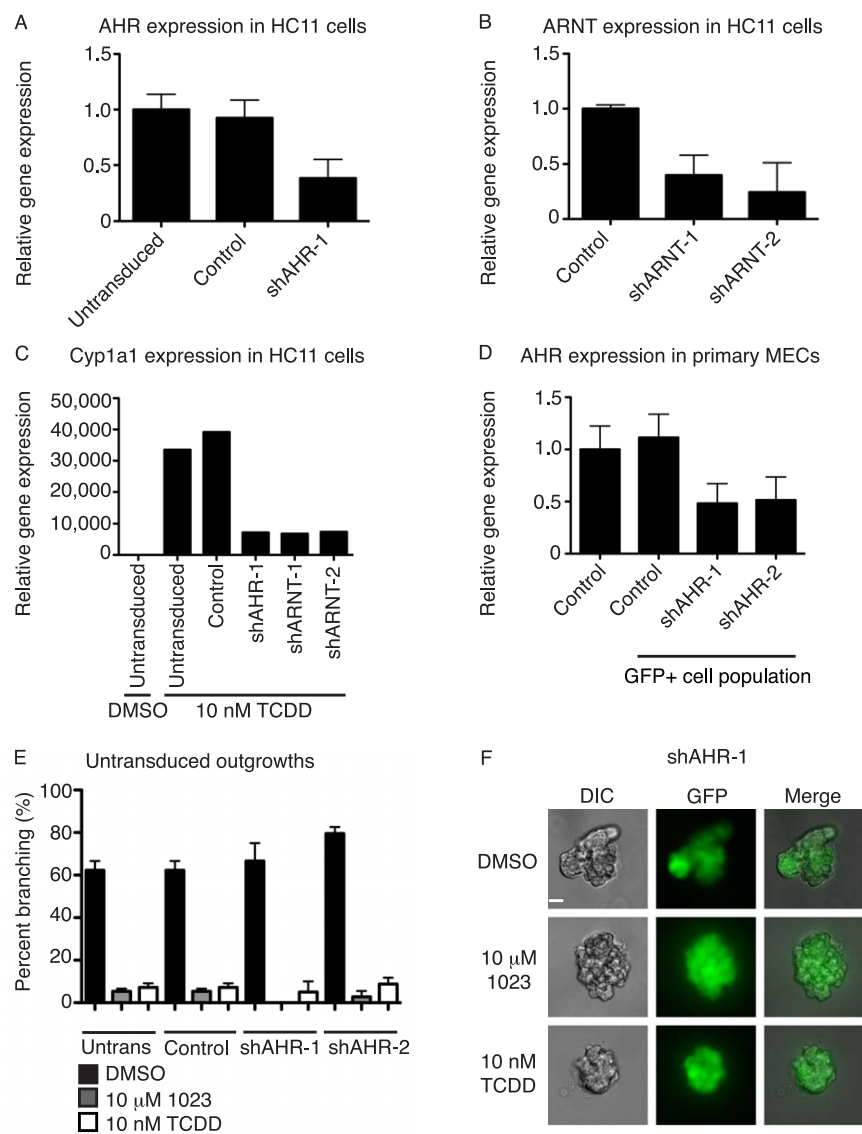 A
AHR expression in HC11 cells
Relative gene expression
1.5
1.0
0.5
0
Untransduced
Control
shAHR-1
B
ARNT expression in HC11 cells
Relative gene expression
1.5
1.0
0.5
0
Control
shARNT-1
shARNT-2
C
Cyp1a1 expression in HC11 cells
Relative gene expression
50,000
40,000
30,000
20,000
10,000
0
Untransduced
Untransduced
Control
shAHR-1
shARNT-1
shARNT-2
DMSO
10 nM TCDD
D
AHR expression in primary MECs
Relative gene expression
1.5
1.0
0.5
0
Control
Control
shAHR-1
shAHR-2
GFP+ cell population
E
Untransduced outgrowths
Percent branching (%)
100
80
60
40
20
0
Untrans
Control
shAHR-1
shAHR-2
DMSO
10 μM 1023
10 nM TCDD
F
shAHR-1
DIC
GFP
Merge
DMSO
10 μM
1023
10 nM
TCDD